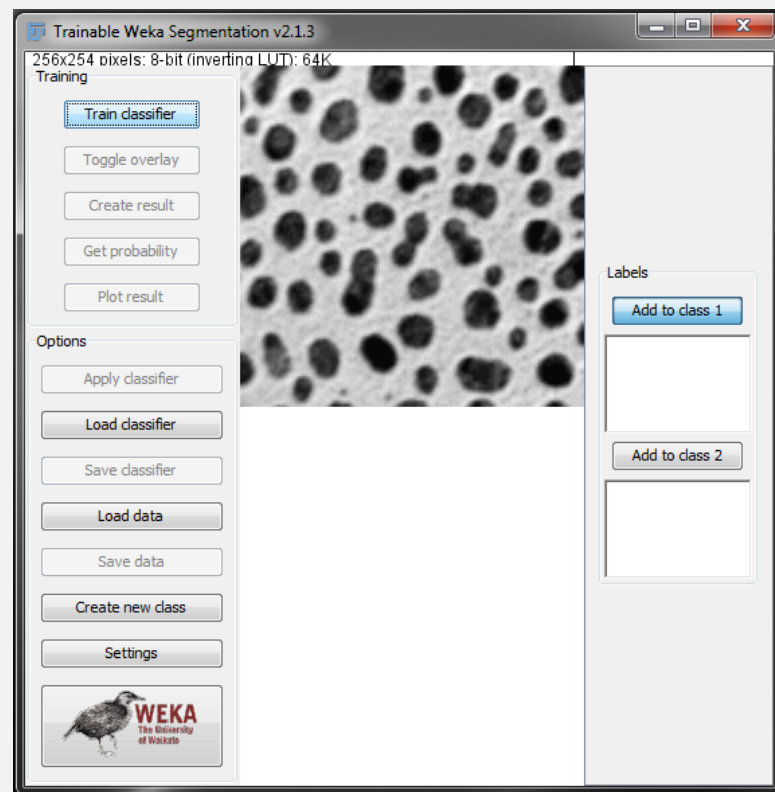 Trainable Weka Segmentation v2.1.3
256x254 pixels; 8-bit (inverting LUT); 64K
Training
Train classifier
Toggle overlay
Create result
Get probability
Plot result
Options
Apply classifier
Load classifier
Save classifier
Load data
Save data
Create new class
Settings
WEKA
The University
of Waikato
Labels
Add to class 1
Add to class 2